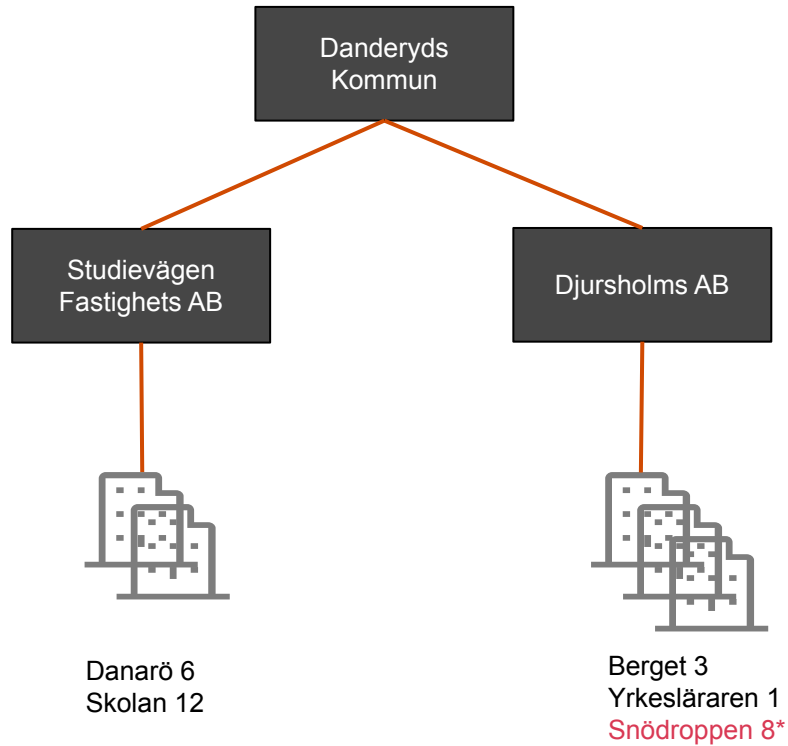 Danderyds
Kommun
Studievägen
Fastighets AB
Djursholms AB
Danarö 6
Skolan 12
Berget 3
Yrkesläraren 1
Snödroppen 8*